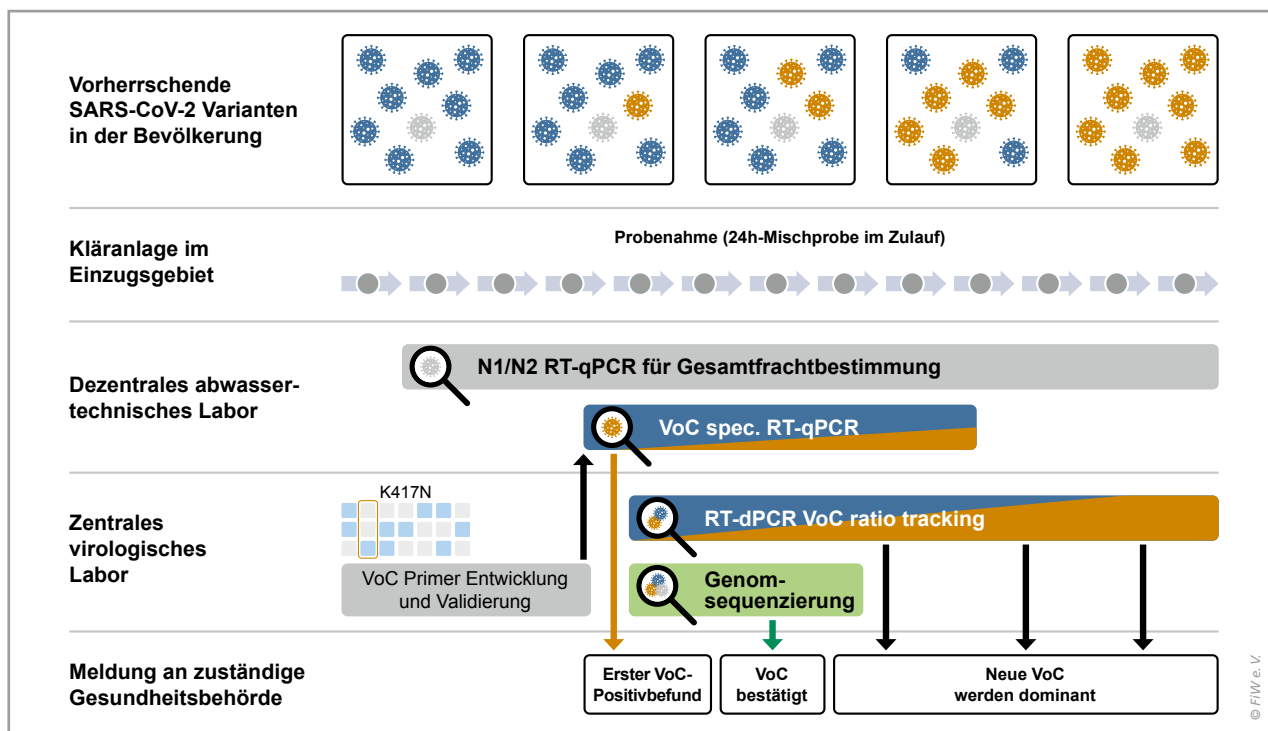 Vorherrschende
SARS-CoV-2 Varianten
in der Bevölkerung
Kläranlage im
Einzugsgebiet
Probenahme (24h-Mischprobe im Zulauf)
Dezentrales abwasser-
technisches Labor
N1/N2 RT-qPCR für Gesamtfrachtbestimmung
VoC spec. RT-qPCR
Zentrales
virologisches
Labor
K417N
VoC Primer Entwicklung
und Validierung
RT-dPCR VoC ratio tracking
Genom-
sequenzierung
Meldung an zuständige
Gesundheitsbehörde
Erster VoC-
Positivbefund
VoC
bestätigt
Neue VoC
werden dominant
© FiW e. V.